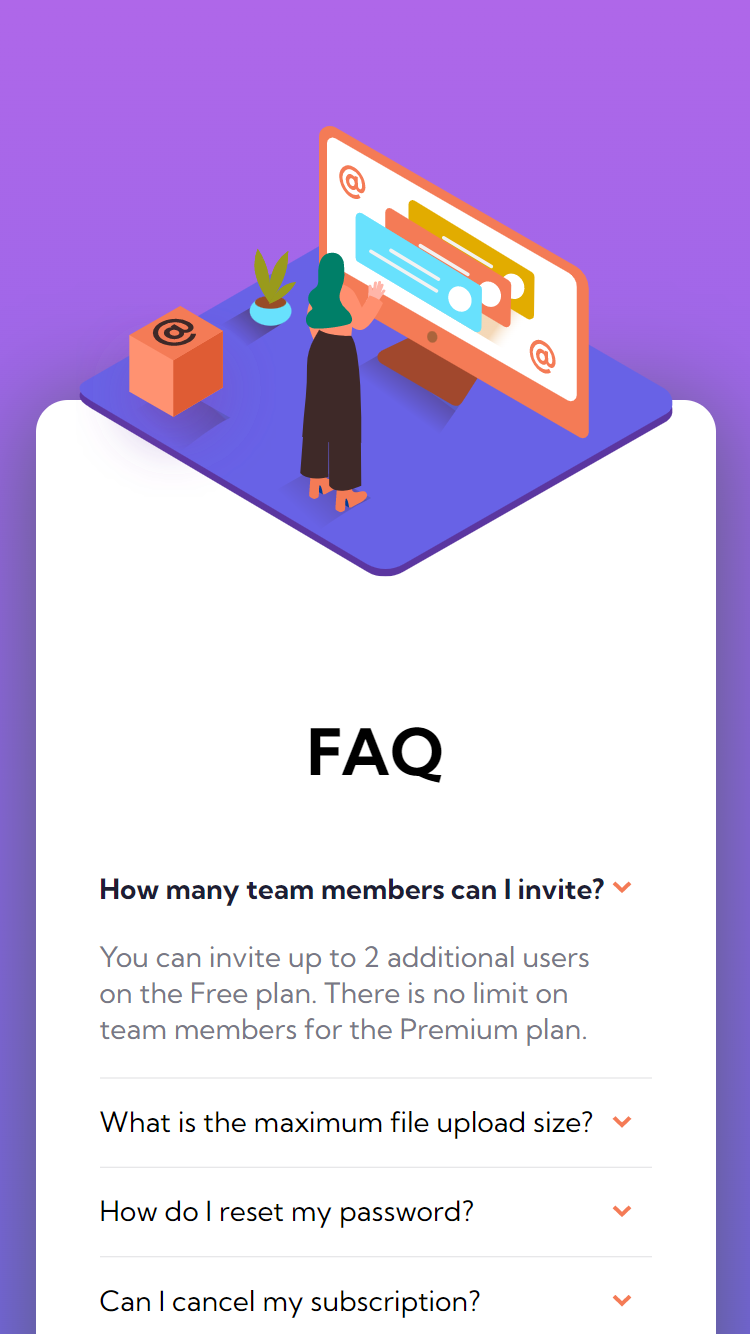 @
@
@
FAQ
How many team members can I invite?
You can invite up to 2 additional users
on the Free plan. There is no limit on
team members for the Premium plan.
What is the maximum file upload size?
How do I reset my password?
Can I cancel my subscription?